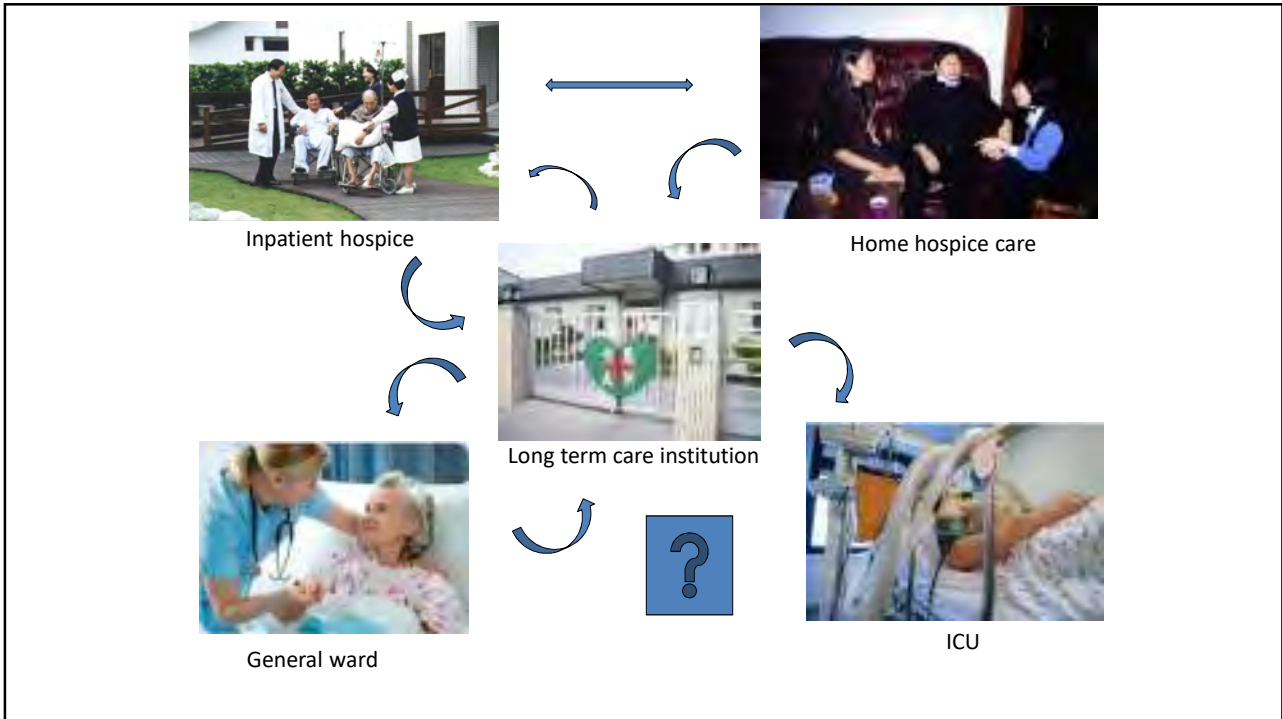 Inpatient hospice
Home hospice care
Long term care institution
?
General ward
ICU